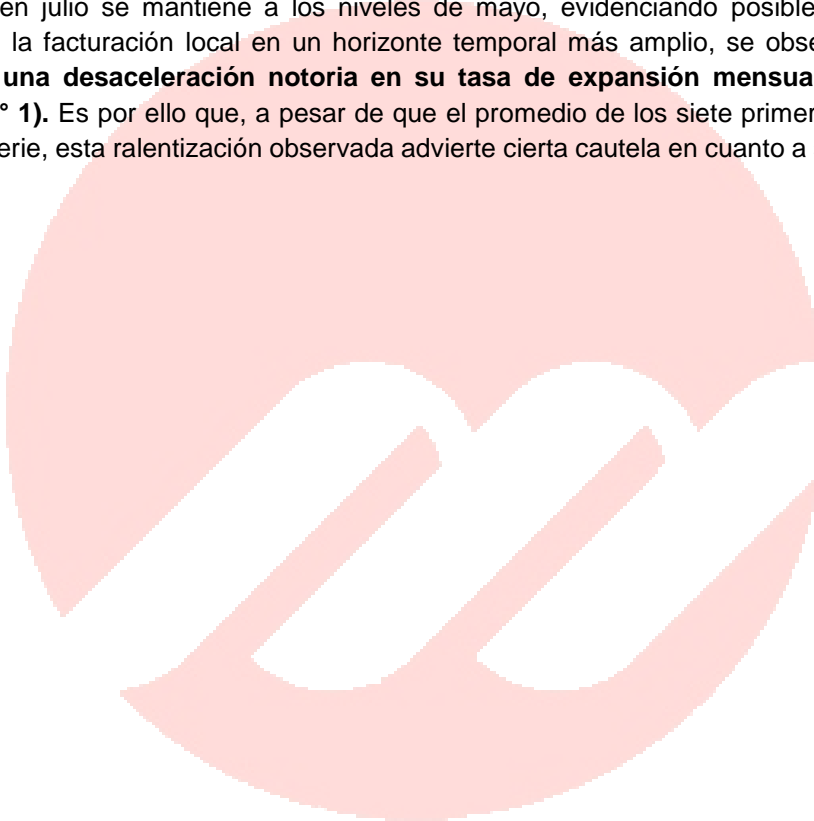 en julio se mantiene a los niveles de mayo, evidenciando posible
la facturación local en un horizonte temporal más amplio, se obse
una desaceleración notoria en su tasa de expansión mensua
° 1). Es por ello que, a pesar de que el promedio de los siete primer
erie, esta ralentización observada advierte cierta cautela en cuanto a